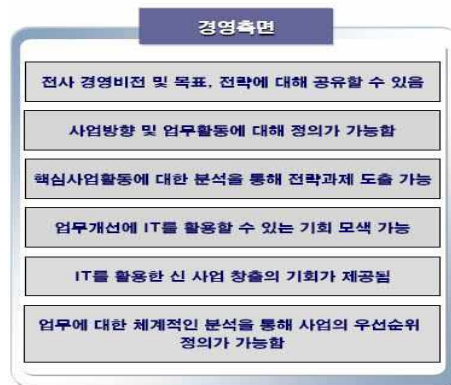 경영측면
전사 경영비전 및 목표, 전략에 대해 공유할 수 있음
사업방향 및 업무활동에 대해 정의가 가능함
핵심사업활동에 대한 분석을 통해 전략과제 도출 가능
업무개선에 IT를 활용할 수 있는 기회 모색 가능
IT를 활용한 신 사업 창출의 기회가 제공됨
업무에 대한 체계적인 분석을 통해 사업의 우선순위
정의가 가능함